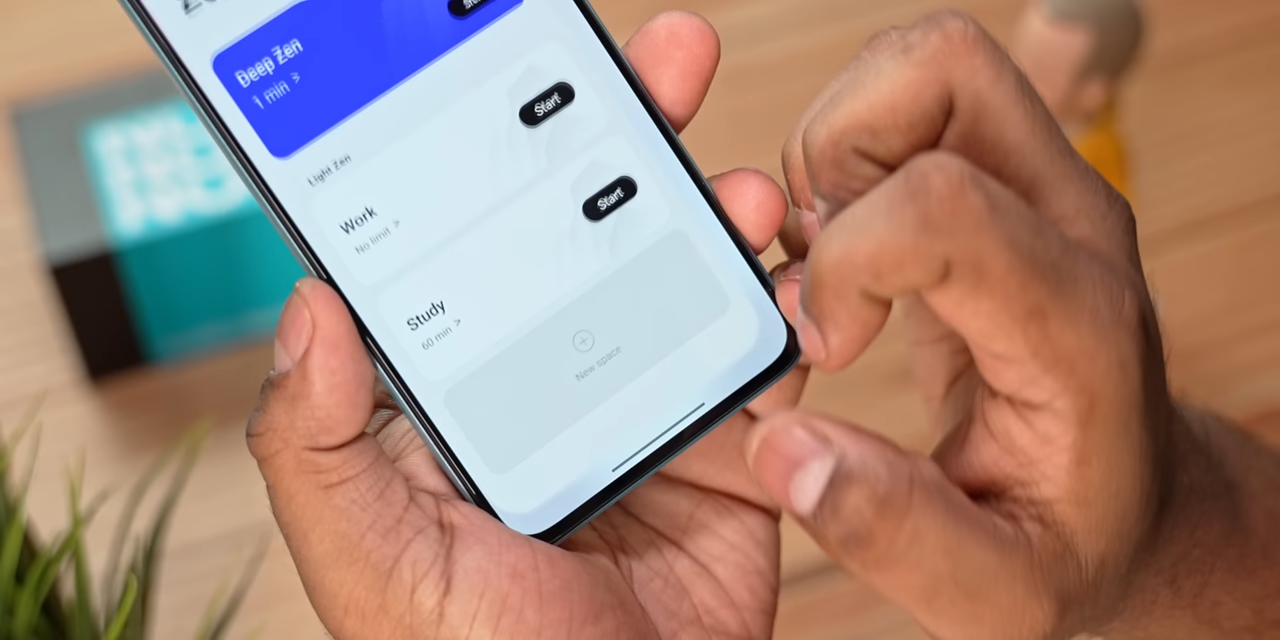 Deep Zen
1 min >
Light Zen
Start
Work
No limit >
Start
Study
60 min >
New space